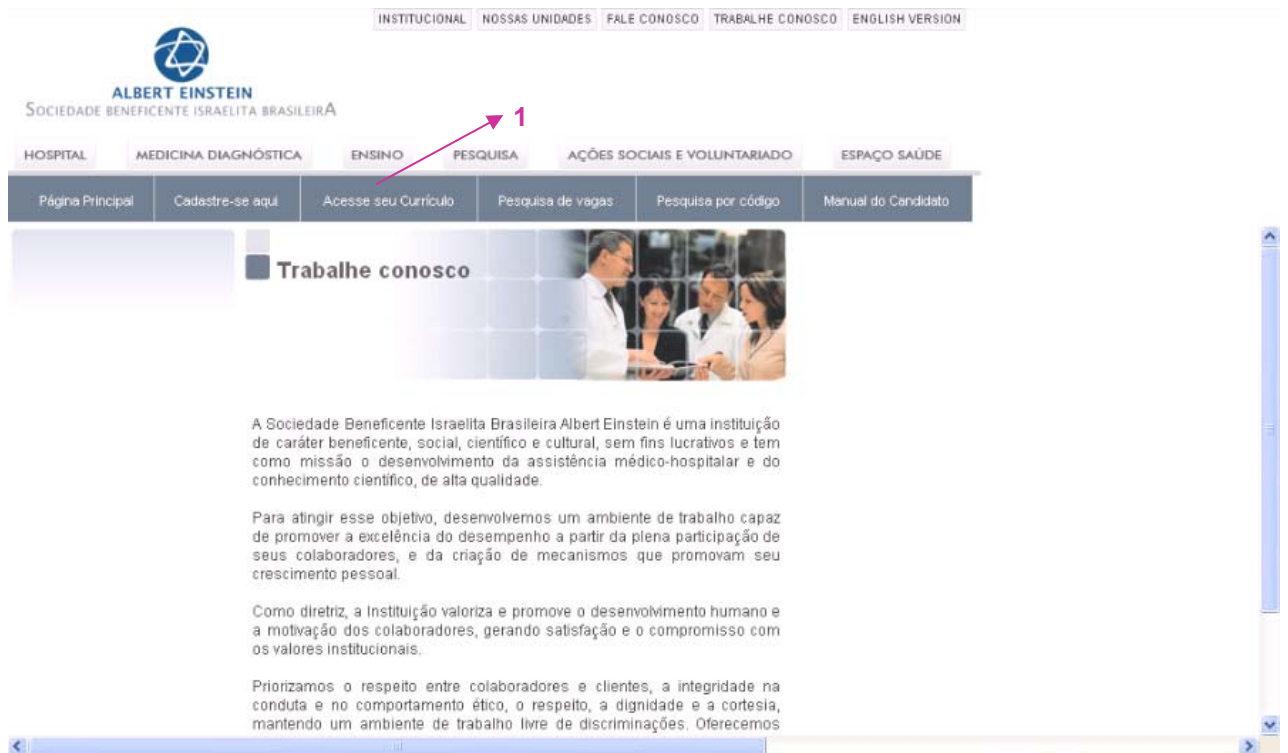 INSTITUCIONAL NOSSAS UNIDADES FALE CONOSCO TRABALHE CONOSCO ENGLISH VERSION
ALBERT EINSTEIN
SOCIEDADE BENEFICENTE ISRAELITA BRASILEIRA
1
HOSPITAL MEDICINA DIAGNÓSTICA ENSINO PESQUISA AÇÕES SOCIAIS E VOLUNTARIADO ESPAÇO SAÚDE
Página Principal Cadastre-se aqui Acesse seu Currículo Pesquisa de vagas Pesquisa por código Manual do Candidato
Trabalhe conosco
A Sociedade Beneficente Israelita Brasileira Albert Einstein é uma instituição
de caráter beneficente, social, científico e cultural, sem fins lucrativos e tem
como missão o desenvolvimento da assistência médico-hospitalar e do
conhecimento científico, de alta qualidade.
Para atingir esse objetivo, desenvolvemos um ambiente de trabalho capaz
de promover a excelência do desempenho a partir da plena participação de
seus colaboradores, e da criação de mecanismos que promovam seu
crescimento pessoal.
Como diretriz, a Instituição valoriza e promove o desenvolvimento humano e
a motivação dos colaboradores, gerando satisfação e o compromisso com
os valores institucionais.
Priorizamos o respeito entre colaboradores e clientes, a integridade na
conduta e no comportamento ético, o respeito, a dignidade e a cortesia,
mantendo um ambiente de trabalho livre de discriminações. Oferecemos